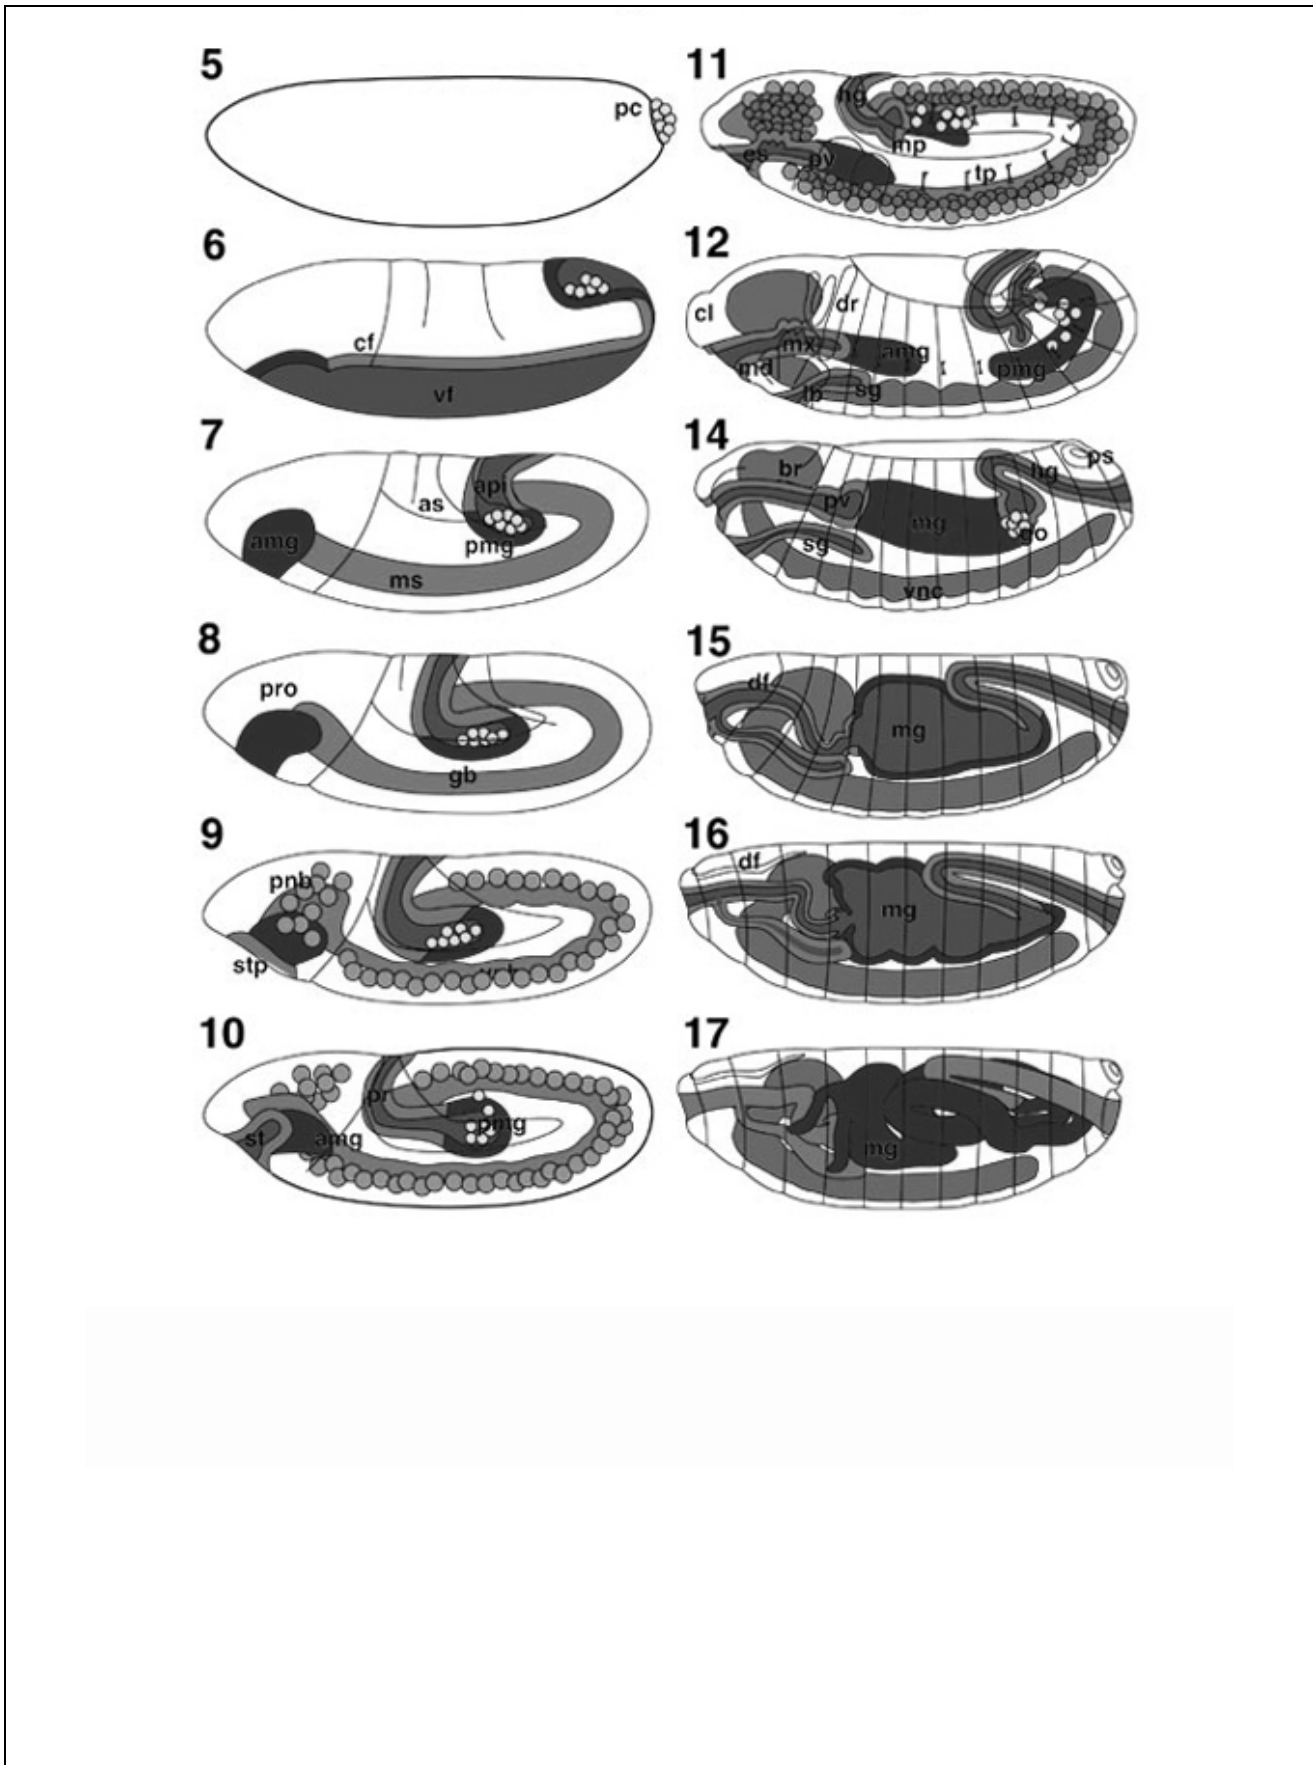 5
pc
6
cf
vf
7
as
api
amg
pmg
ms
8
pro
gb
9
pnb
stp
10
pr
pmg
st
amg
11
hg
mp
es
pv
tp
12
cl
dr
mx
amg
md
pmg
lb
sg
14
br
hg
ps
pv
mg
go
sg
vnc
15
df
mg
16
df
mg
17
mg